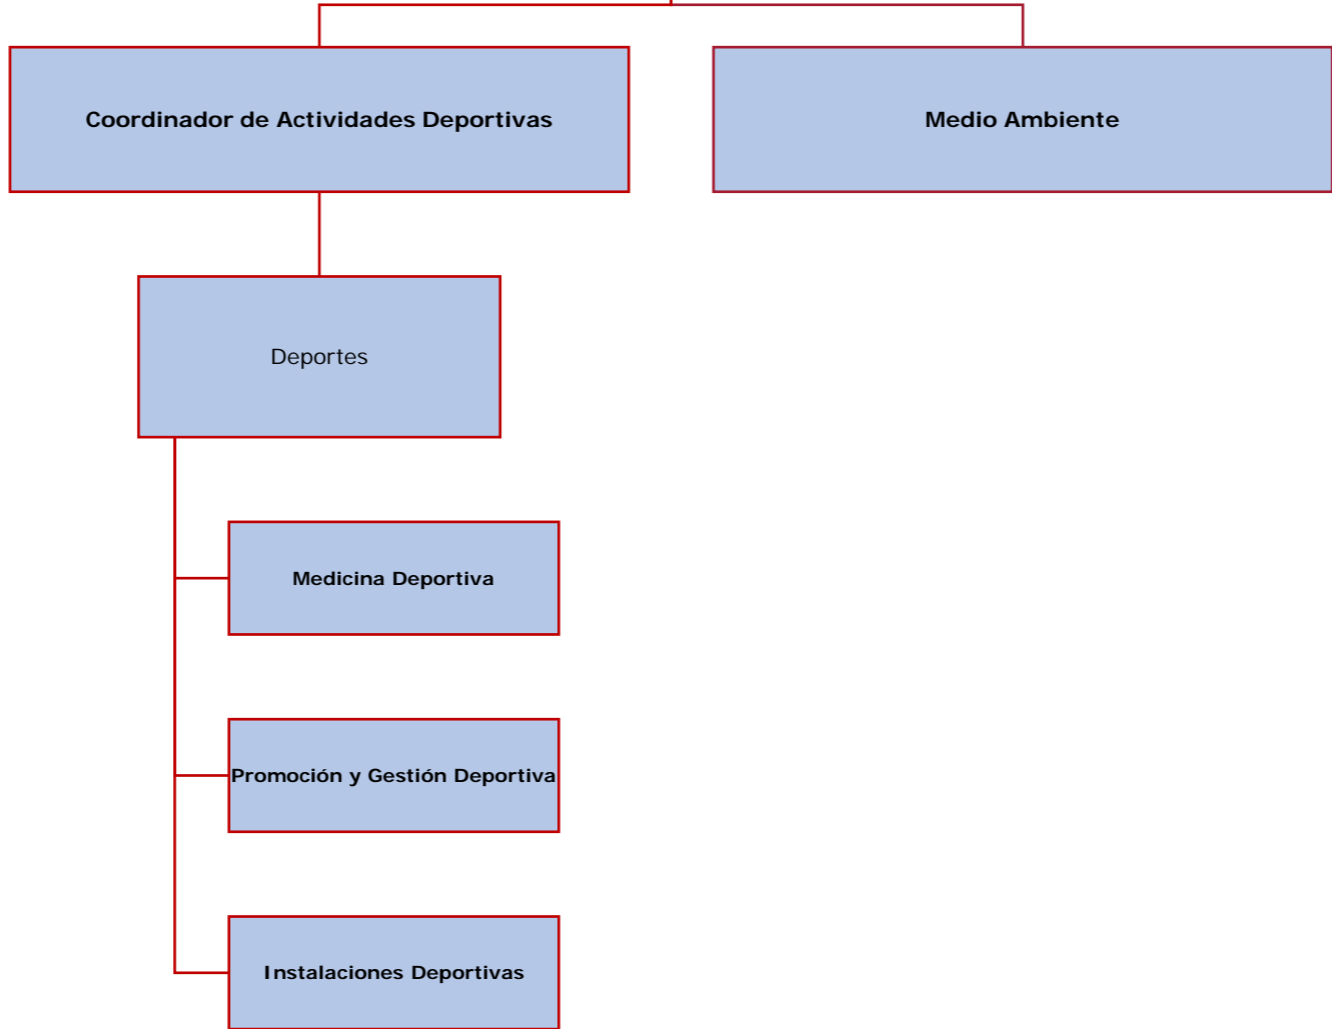 Coordinador de Actividades Deportivas
Medio Ambiente
Deportes
Medicina Deportiva
Promoción y Gestión Deportiva
Instalaciones Deportivas